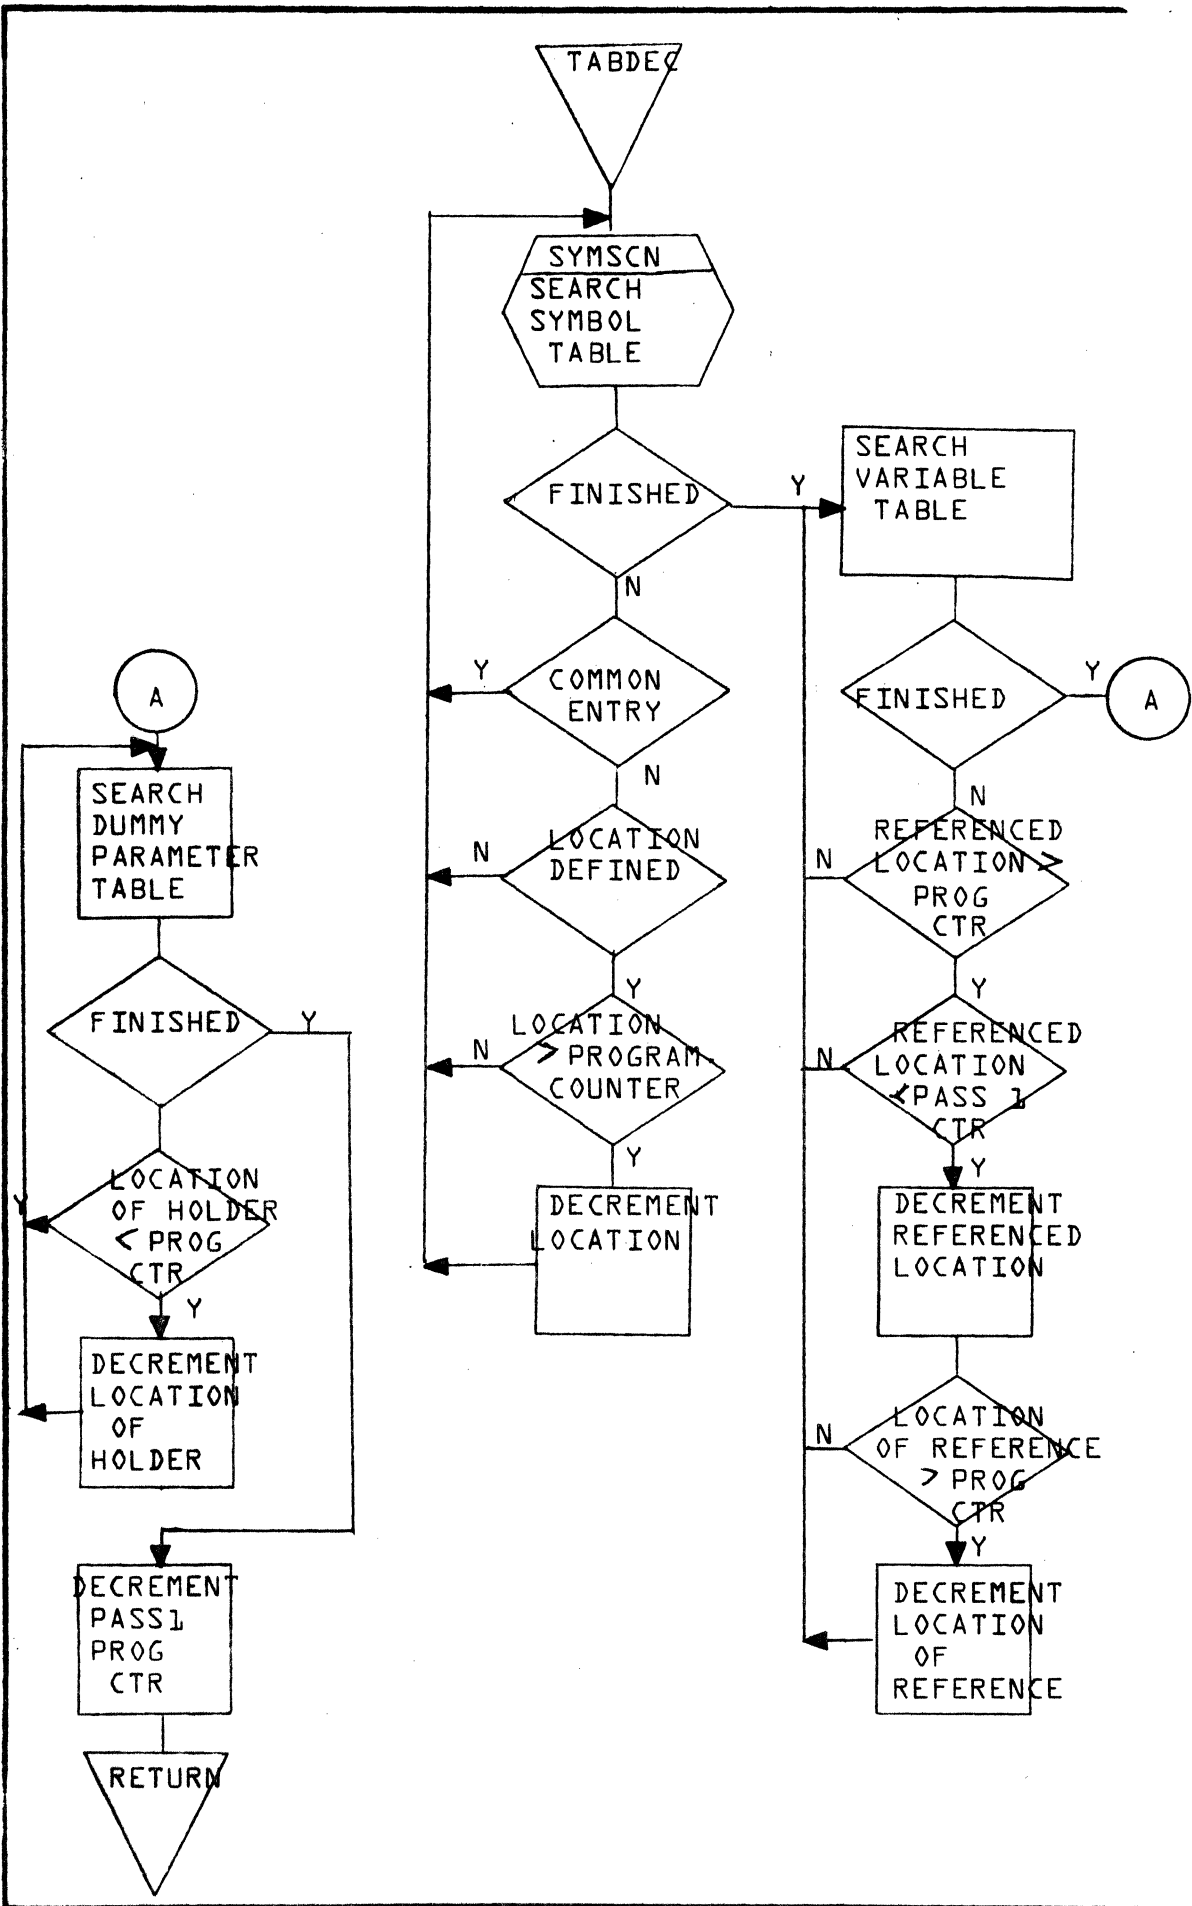 TABDEC
SYMSCN
SEARCH
SYMBOL
TABLE
FINISHED
Y
N
COMMON
ENTRY
Y
N
LOCATION
DEFINED
N
Y
LOCATION
> PROGRAM
COUNTER
N
Y
DECREMENT
LOCATION
SEARCH
VARIABLE
TABLE
FINISHED
Y
A
N
REFERENCED
LOCATION >
PROG
CTR
N
Y
REFERENCED
LOCATION
< PASS 1
CTR
N
Y
DECREMENT
REFERENCED
LOCATION
LOCATION
OF REFERENCE
> PROG
CTR
N
Y
DECREMENT
LOCATION
OF
REFERENCE
A
SEARCH
DUMMY
PARAMETER
TABLE
FINISHED
Y
LOCATION
OF HOLDER
< PROG
CTR
Y
Y
DECREMENT
LOCATION
OF
HOLDER
DECREMENT
PASS1
PROG
CTR
RETURN